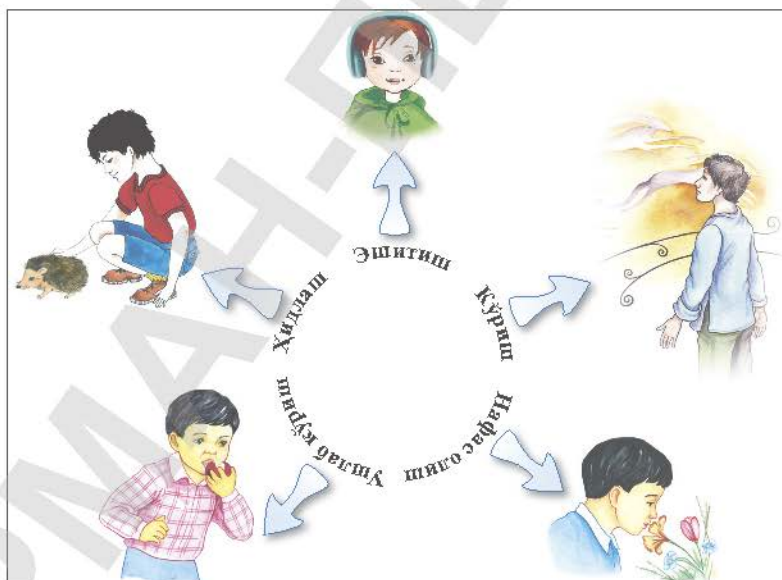 Эшитиш
Кўриш
Нафас олиш
Ушлаб кўриш
Ҳидлаш